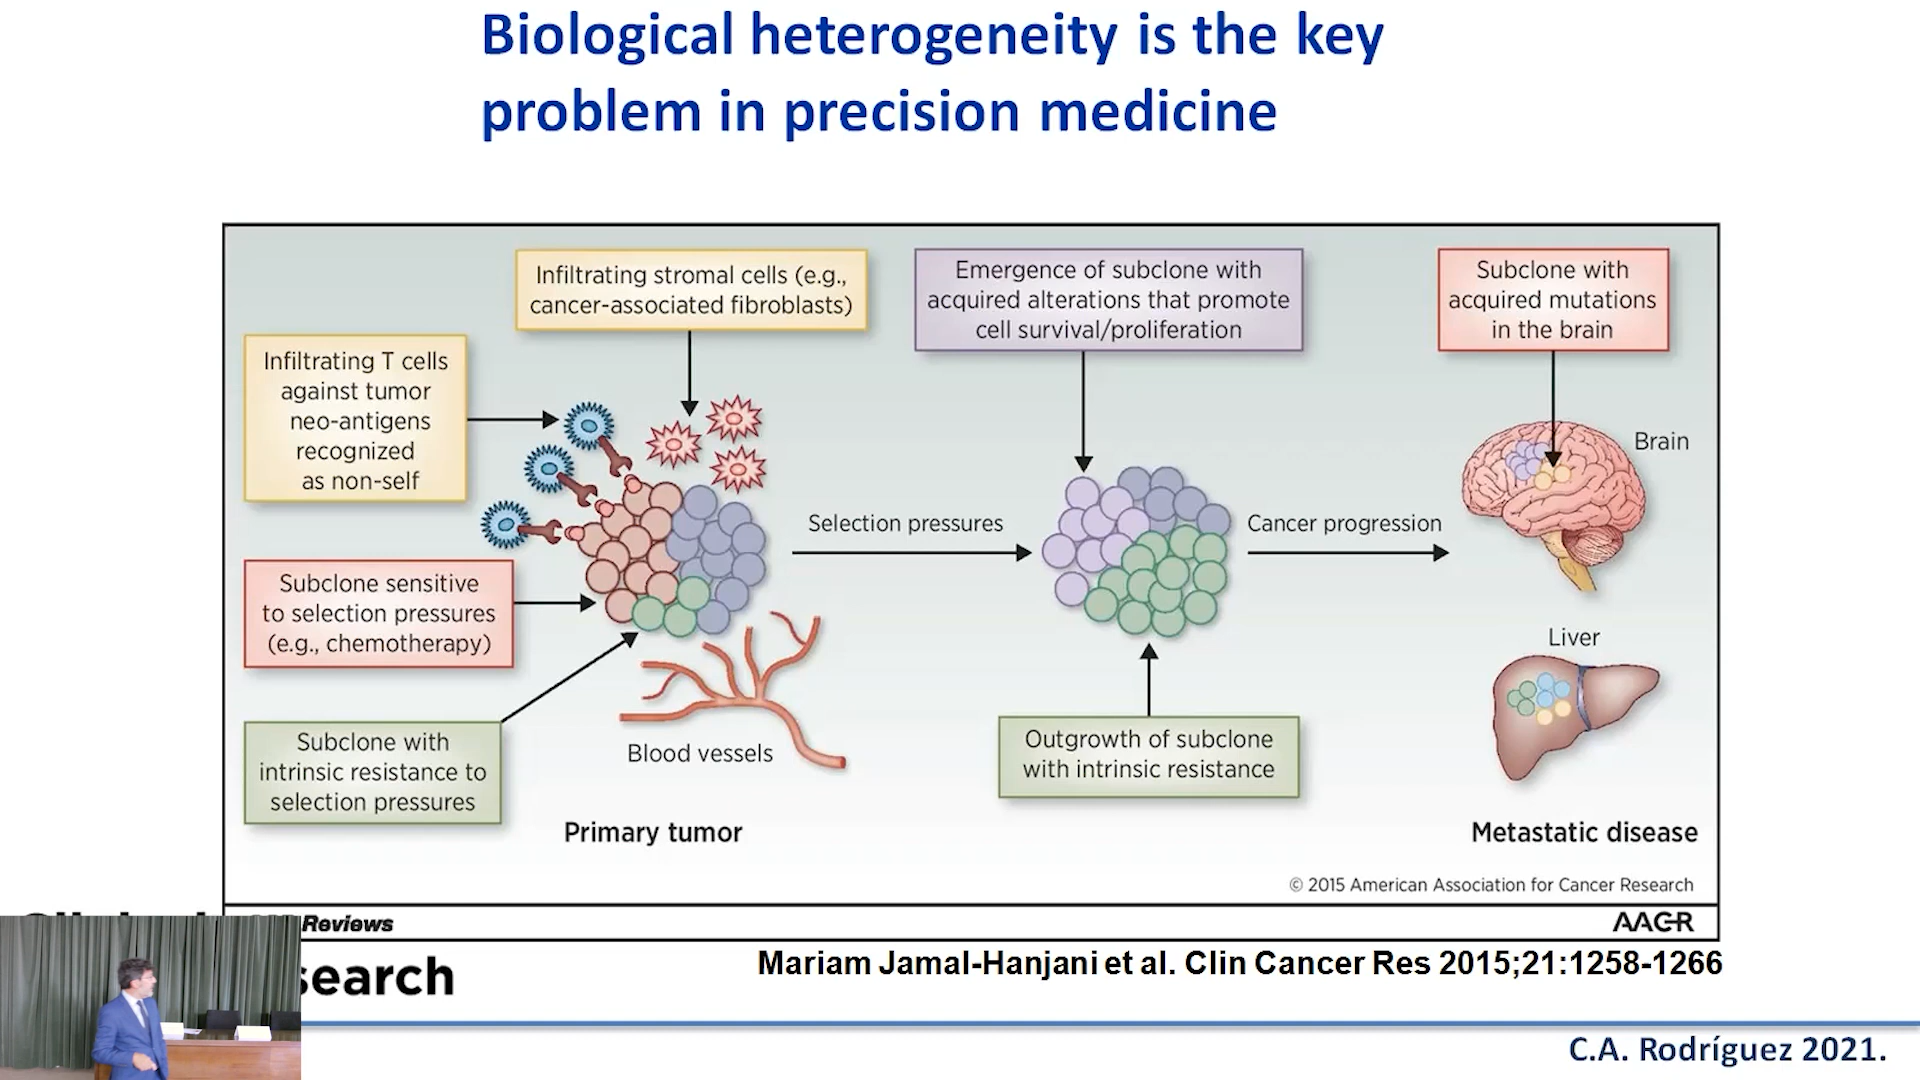 Biological heterogeneity is the key
problem in precision medicine
Infiltrating stromal cells (e.g.,
cancer-associated fibroblasts)
Emergence of subclone with
acquired alterations that promote
cell survival/proliferation
Subclone with
acquired mutations
in the brain
Infiltrating T cells
against tumor
neo-antigens
recognized
as non-self
Brain
Selection pressures
Cancer progression
Subclone sensitive
to selection pressures
(e.g., chemotherapy)
Liver
Subclone with
intrinsic resistance to
selection pressures
Blood vessels
Outgrowth of subclone
with intrinsic resistance
Primary tumor
Metastatic disease
© 2015 American Association for Cancer Research
Reviews
AACR
search
Mariam Jamal-Hanjani et al. Clin Cancer Res 2015;21:1258-1266
C.A. Rodríguez 2021.